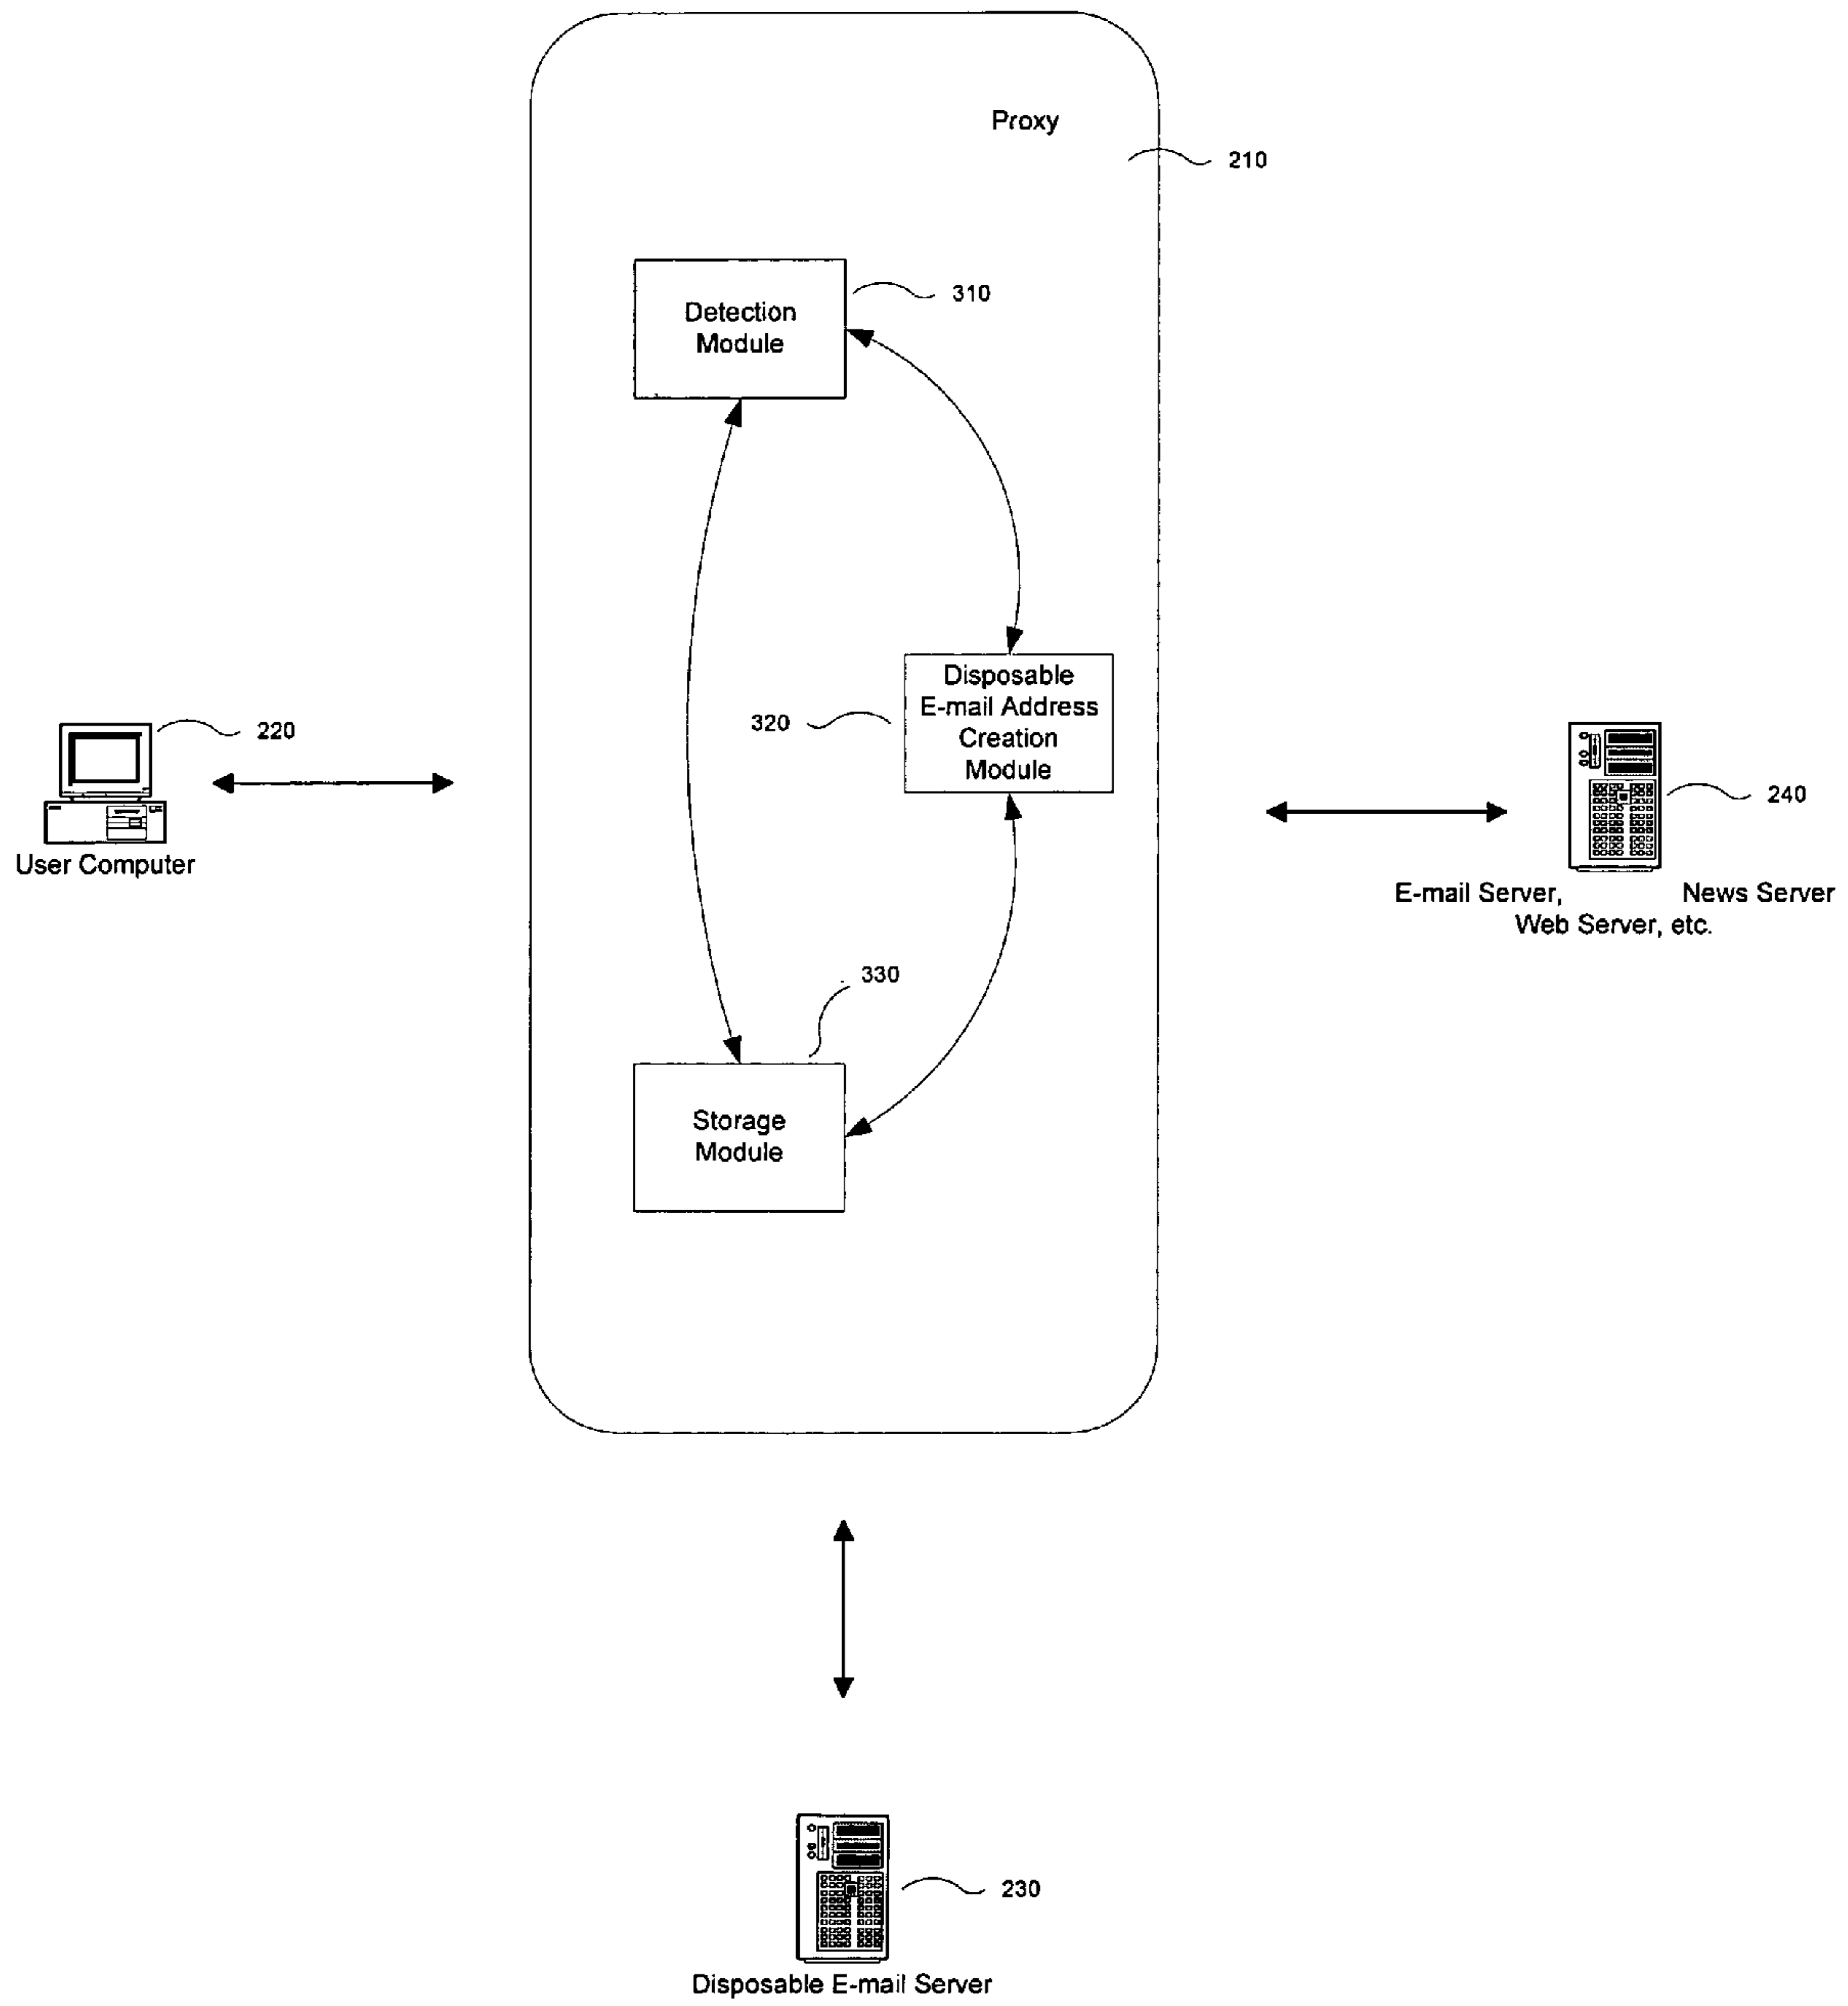 Proxy
210
Detection
Module
310
Disposable
E-mail Address
Creation
Module
320
220
User Computer
240
E-mail Server, News Server
Web Server, etc.
330
Storage
Module
230
Disposable E-mail Server